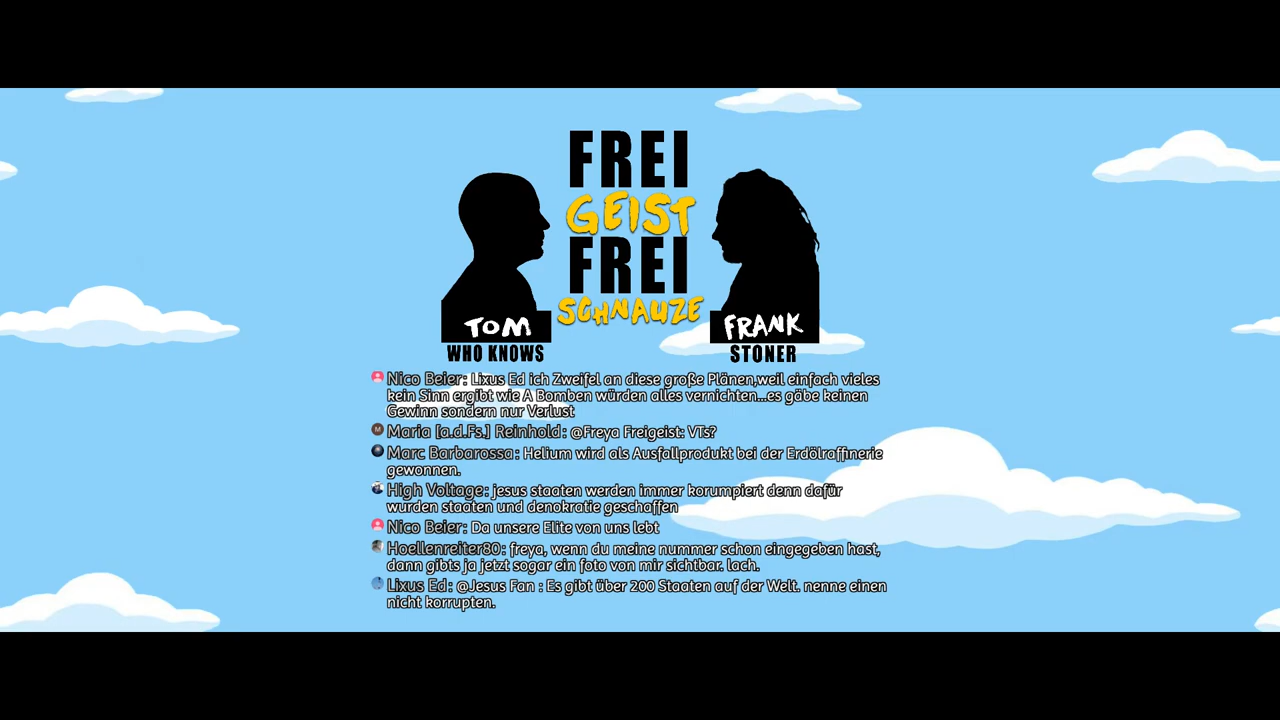 FREI
GEIST
FREI
SCHNAUZE
TOM
WHO KNOWS
FRANK
STONER
Nico Beier: Lixus Ed ich Zweifel an diese große Plänen,weil einfach vieles
kein Sinn ergibt wie A Bomben würden alles vernichten...es gäbe keinen
Gewinn sondern nur Verlust
M Maria [a.d.Fs.] Reinhold: @Freya Freigeist: VTs?
Marc Barbarossa: Helium wird als Ausfallprodukt bei der Erdölraffinerie
gewonnen.
High Voltage: jesus staaten werden immer korumpiert denn dafür
wurden staaten und denokratie geschaffen
Nico Beier: Da unsere Elite von uns lebt
Hoellenreiter80: freya, wenn du meine nummer schon eingegeben hast,
dann gibts ja jetzt sogar ein foto von mir sichtbar. lach.
Lixus Ed: @Jesus Fan : Es gibt über 200 Staaten auf der Welt. nenne einen
nicht korrupten.